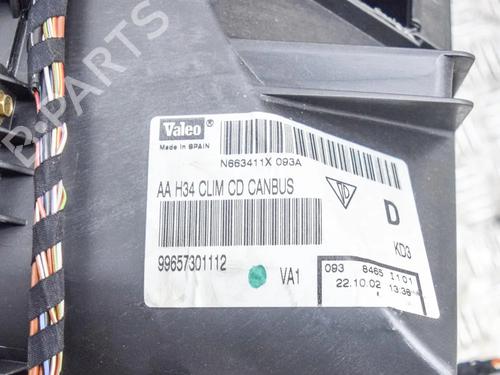 B-PARTS
Valeo ®
Made in SPAIN
N663411X 093A
AA H34 CLIM CD CANBUS
D
KD3
99657301112
VA1
093 8465 1101
22.10.02 13:38